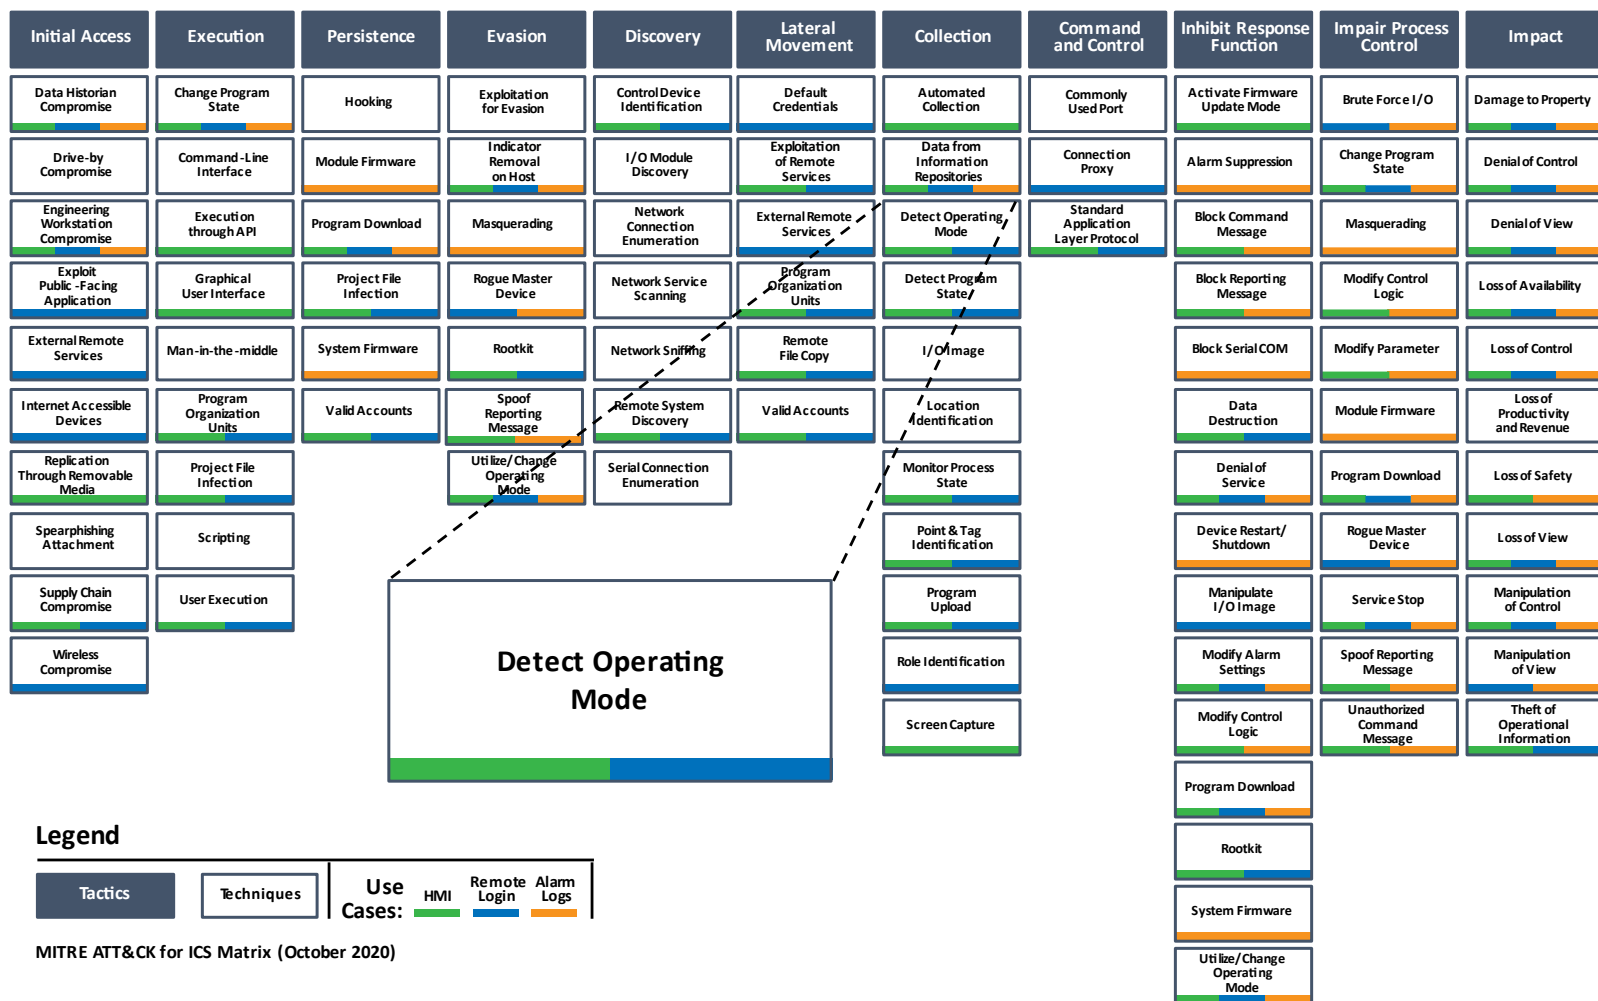 Initial Access
Execution
Persistence
Evasion
Discovery
Lateral
Movement
Collection
Command
and Control
Inhibit Response
Function
Impair Process
Control
Impact
Data Historian
Compromise
Drive-by
Compromise
Engineering
Workstation
Compromise
Exploit
Public -Facing
Application
External Remote
Services
Internet Accessible
Devices
Replication
Through Removable
Media
Spearphishing
Attachment
Supply Chain
Compromise
Wireless
Compromise
Change Program
State
Command -Line
Interface
Execution
through API
Graphical
User Interface
Man-in-the -middle
Program
Organization
Units
Project File
Infection
Scripting
User Execution
Hooking
Module Firmware
Program Download
Project File
Infection
System Firmware
Valid Accounts
Exploitation
for Evasion
Indicator
Removal
on Host
Masquerading
Rogue Master
Device
Rootkit
Spoof
Reporting
Message
Utilize/Change
Operating
Mode
Control Device
Identification
I/O Module
Discovery
Network
Connection
Enumeration
Network Service
Scanning
Network Sniffing
Remote System
Discovery
Serial Connection
Enumeration
Default
Credentials
Exploitation
of Remote
Services
External Remote
Services
Program
Organization
Units
Remote
File Copy
Valid Accounts
Automated
Collection
Data from
Information
Repositories
Detect Operating
Mode
Detect Program
State
I/O Image
Location
Identification
Monitor Process
State
Point & Tag
Identification
Program
Upload
Role Identification
Screen Capture
Commonly
Used Port
Connection
Proxy
Standard
Application
Layer Protocol
Activate Firmware
Update Mode
Alarm Suppression
Block Command
Message
Block Reporting
Message
Block Serial COM
Data
Destruction
Denial of
Service
Device Restart/
Shutdown
Manipulate
I/O Image
Modify Alarm
Settings
Modify Control
Logic
Program Download
Rootkit
System Firmware
Utilize/Change
Operating
Mode
Brute Force I/O
Change Program
State
Masquerading
Modify Control
Logic
Modify Parameter
Module Firmware
Program Download
Rogue Master
Device
Service Stop
Spoof Reporting
Message
Unauthorized
Command
Message
Damage to Property
Denial of Control
Denial of View
Loss of Availability
Loss of Control
Loss of
Productivity
and Revenue
Loss of Safety
Loss of View
Manipulation
of Control
Manipulation
of View
Theft of
Operational
Information
Detect Operating
Mode
Legend
Tactics
Techniques
Use
Cases:
HMI
Remote
Login
Alarm
Logs
MITRE ATT&CK for ICS Matrix (October 2020)